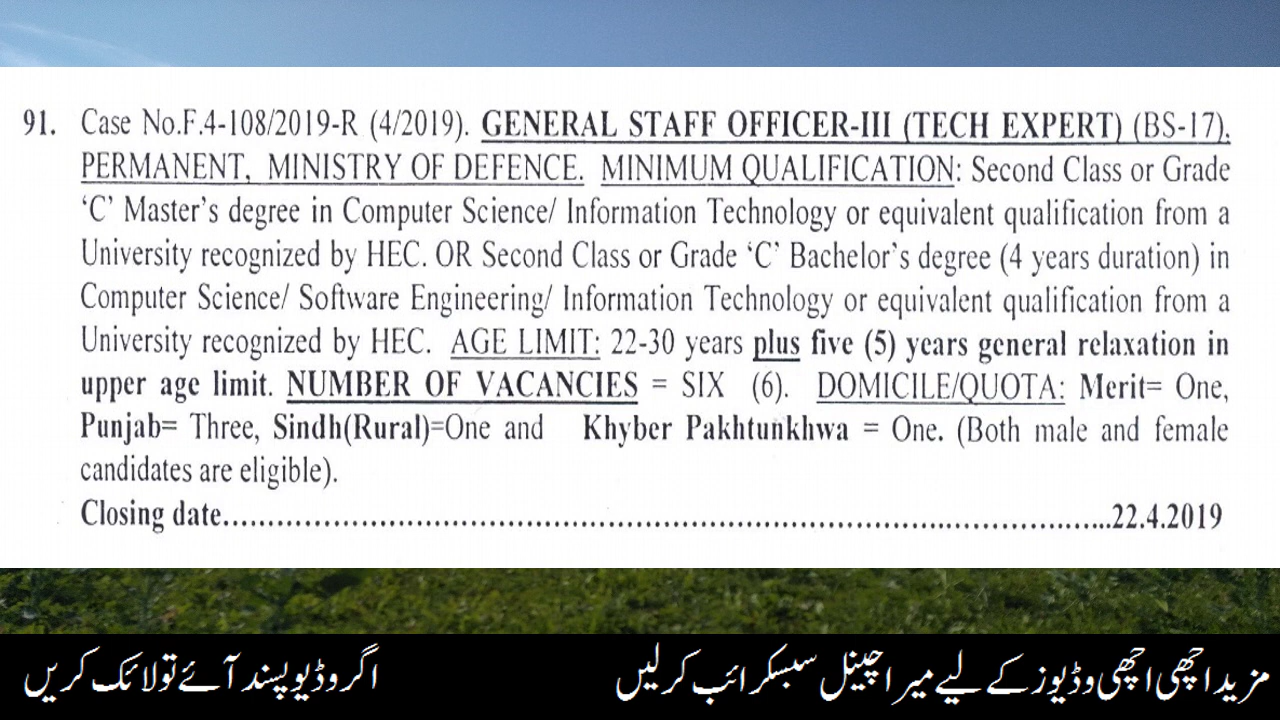 91. Case No.F.4-108/2019-R (4/2019). GENERAL STAFF OFFICER-III (TECH EXPERT) (BS-17).
PERMANENT, MINISTRY OF DEFENCE. MINIMUM QUALIFICATION: Second Class or Grade
‘C’ Master’s degree in Computer Science/ Information Technology or equivalent qualification from a
University recognized by HEC. OR Second Class or Grade ‘C’ Bachelor’s degree (4 years duration) in
Computer Science/ Software Engineering/ Information Technology or equivalent qualification from a
University recognized by HEC. AGE LIMIT: 22-30 years plus five (5) years general relaxation in
upper age limit. NUMBER OF VACANCIES = SIX (6). DOMICILE/QUOTA: Merit= One,
Punjab= Three, Sindh(Rural)=One and Khyber Pakhtunkhwa = One. (Both male and female
candidates are eligible).
Closing date..........................................................................................................22.4.2019
مزید اچھی اچھی وڈیوز کے لیے میرا چینل سبسکرائب کرلیں اگر وڈیو پسند آئے تو لائک کریں